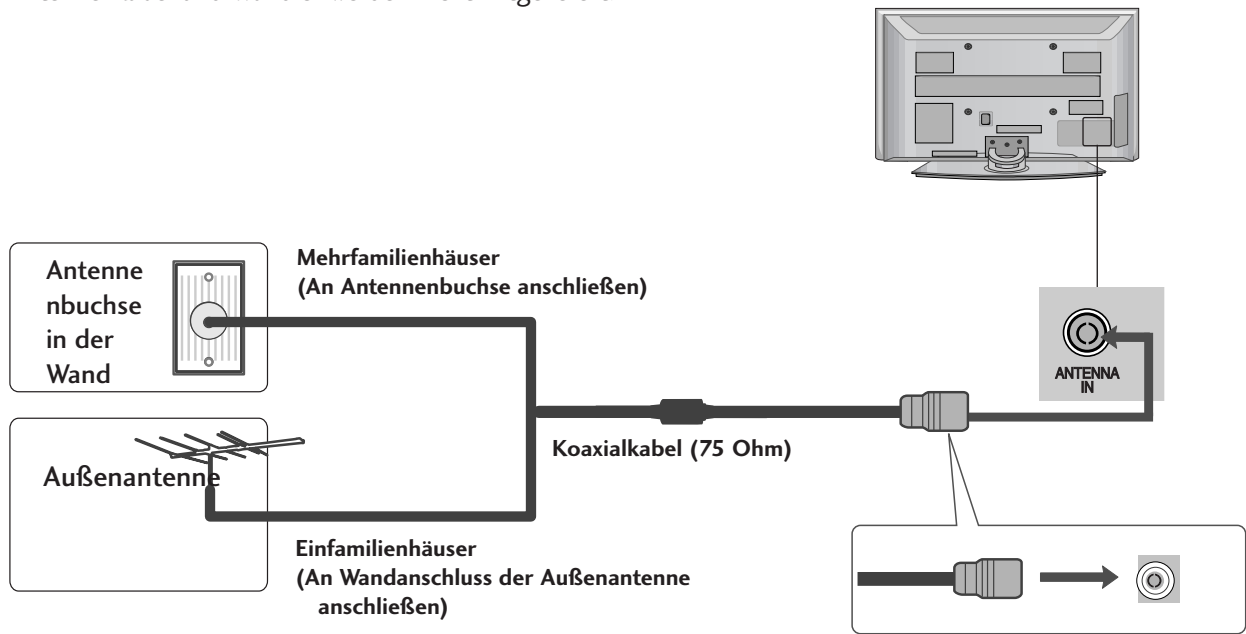 Mehrfamilienhäuser
(An Antennenbuchse anschließen)
Antenne
nbuchse
in der
Wand
ANTENNA
IN
Koaxialkabel (75 Ohm)
Außenantenne
Einfamilienhäuser
(An Wandanschluss der Außenantenne
anschließen)